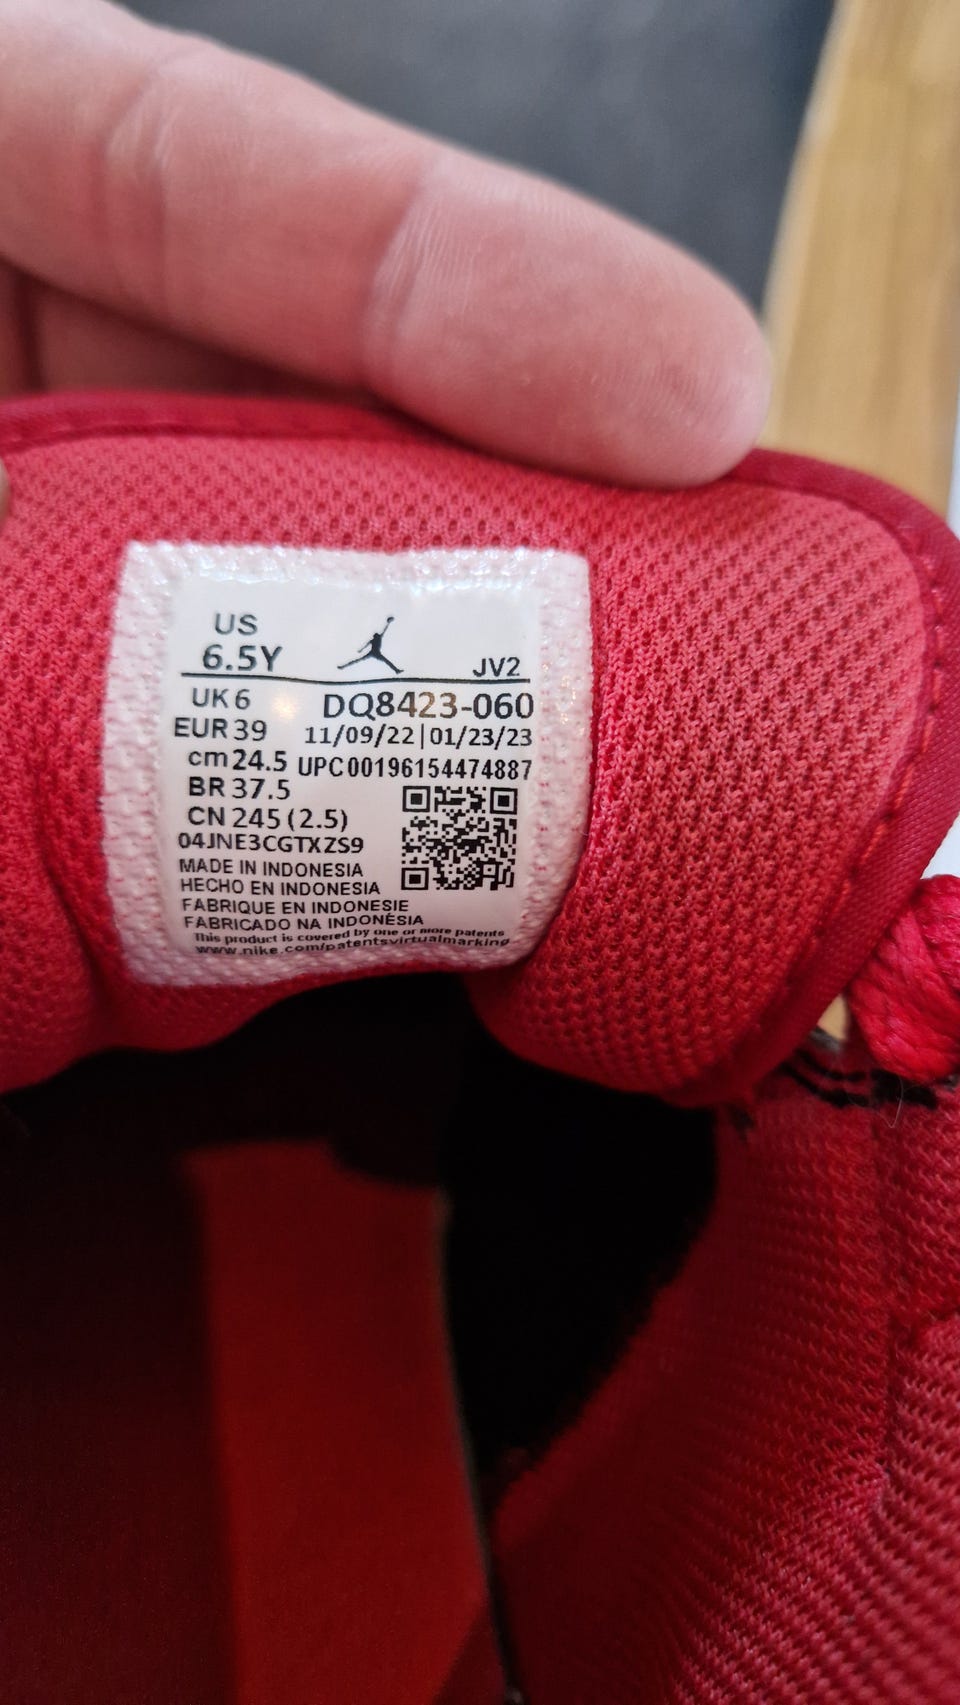 US
6.5Y
JV2
UK 6
DQ8423-060
EUR 39
11/09/22|01/23/23
cm 24.5
UPC00196154474887
BR 37.5
CN 245 (2.5)
04JNE3CGTXZS9
MADE IN INDONESIA
HECHO EN INDONESIA
FABRIQUE EN INDONESIE
FABRICADO NA INDONÉSIA
This product is covered by one or more patents
www.nike.com/patentsvirtualmarking